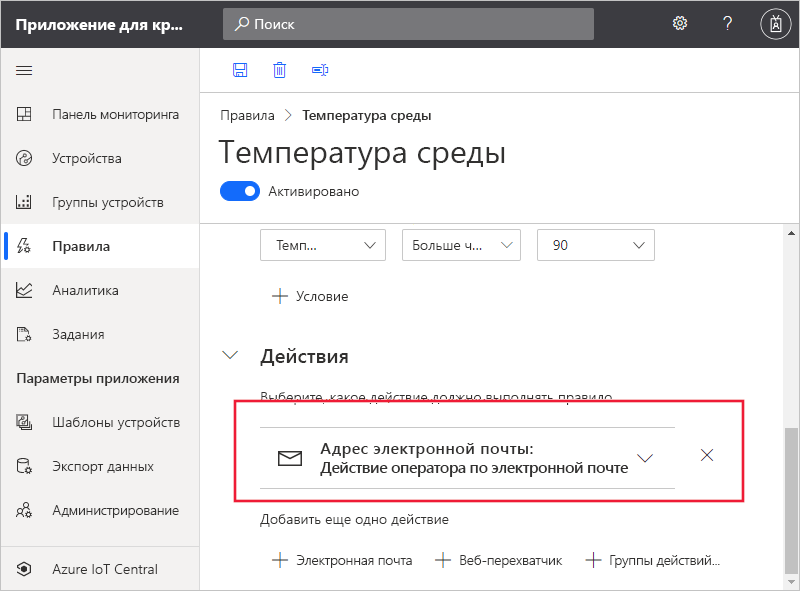 Приложение для кр...
Поиск
?
Панель мониторинга
Устройства
Группы устройств
Правила
Аналитика
Задания
Параметры приложения
Шаблоны устройств
Экспорт данных
Администрирование
Azure IoT Central
Правила > Температура среды
Температура среды
Активировано
Темп... Больше ч... 90
+ Условие
Действия
Выберите, какое действие должно выполнять правило.
Адрес электронной почты:
Действие оператора по электронной почте
Добавить еще одно действие
+ Электронная почта + Веб-перехватчик + Группы действий...